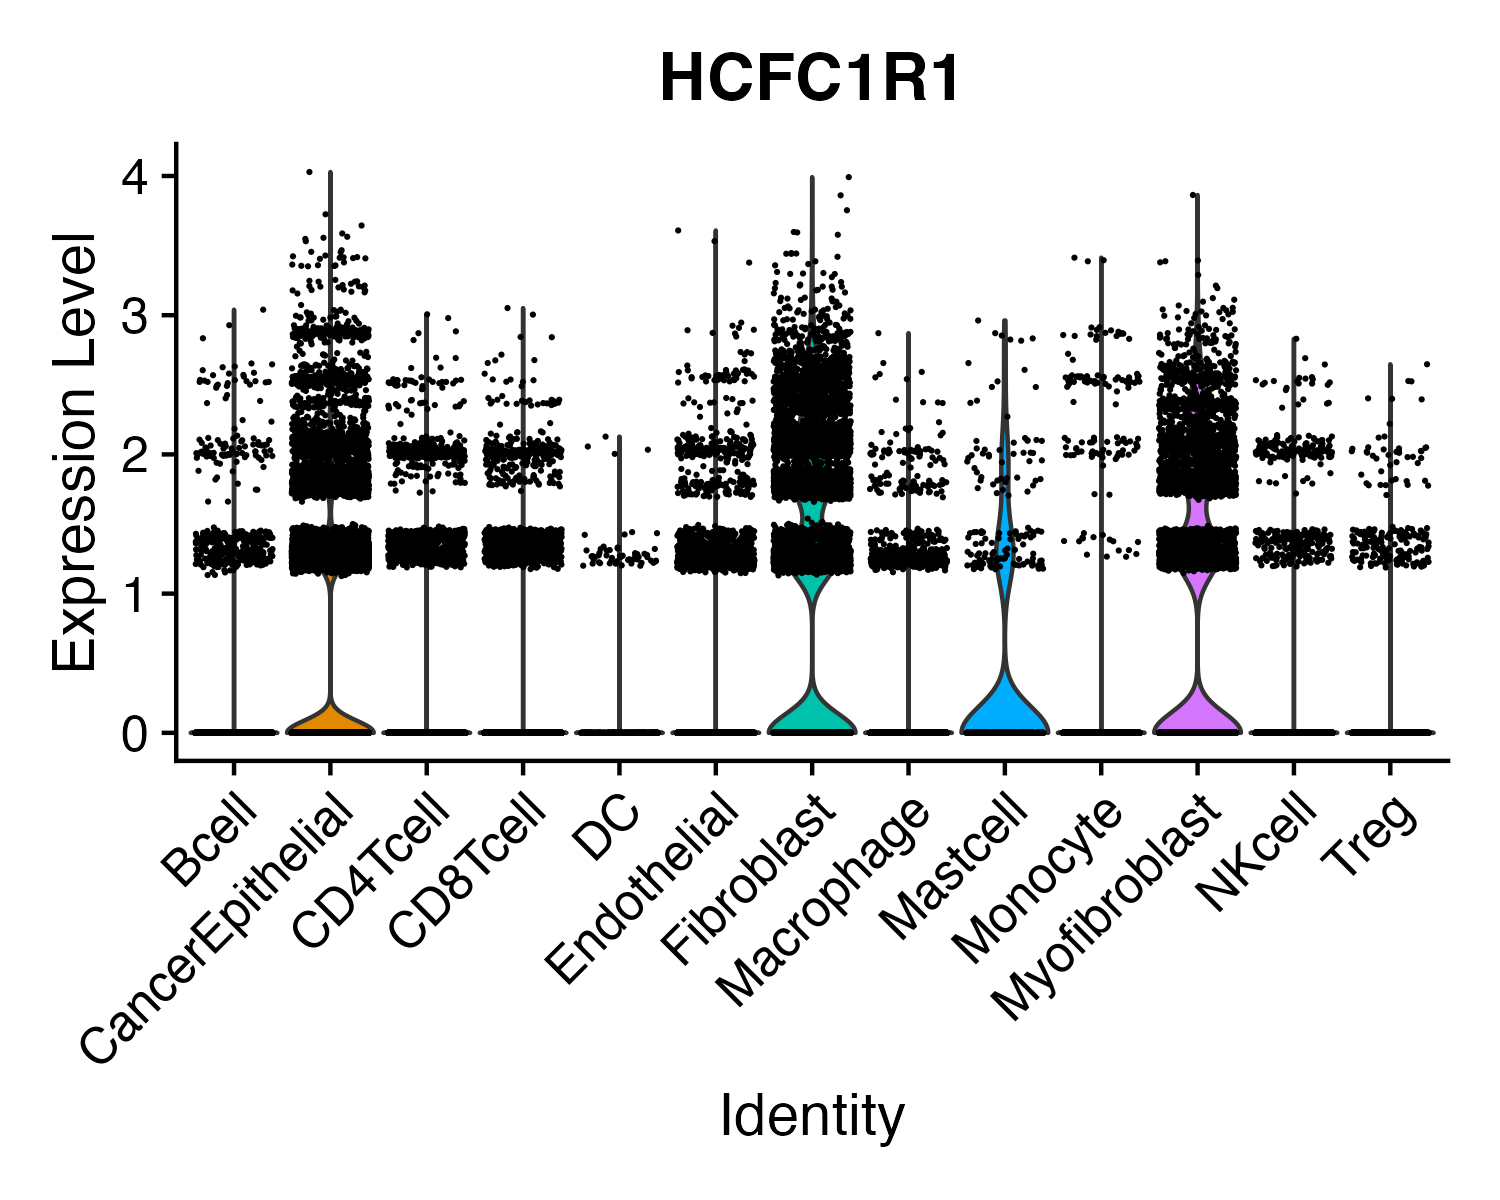 HCFC1R1
Expression Level
4
3
2
1
0
Bcell
CancerEpithelial
CD4Tcell
CD8Tcell
DC
Endothelial
Fibroblast
Macrophage
Mastcell
Monocyte
Myofibroblast
NKcell
Treg
Identity